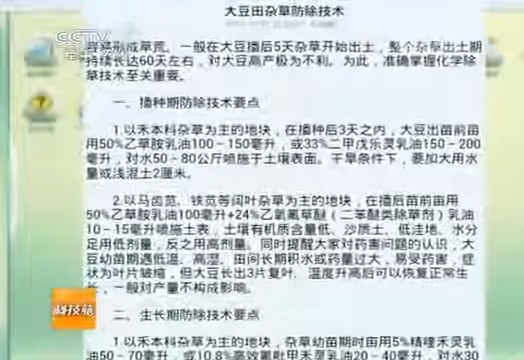 大豆田杂草防除技术
CCTV
容易形成草荒。一般在大豆播后5天杂草开始出土，整个杂草出土期
持续长达60天左右，对大豆高产极为不利。为此，准确掌握化学除
草技术至关重要。
一、播种期防除技术要点
1.以禾本科杂草为主的地块，在播种后3天之内，大豆出苗前亩
用50%乙草胺乳油100－150毫升，或33%二甲戊乐灵乳油150－200
毫升，对水50－80公斤喷施于土壤表面。干旱条件下，要加大用水
量或浅混土2厘米。
2.以马齿苋、铁苋等阔叶杂草为主的地块，在播后苗前亩用
50%乙草胺乳油100毫升+24%乙氧氟草醚（二苯醚类除草剂）乳油
10－15毫升喷施土表，土壤有机质含量低、沙质土、低洼地、水分
足用低剂量，反之用高剂量。同时提醒大家对药害问题的认识，大
豆幼苗期遇低温、高湿、田间长期积水或药量过大，易受药害，症
状为叶片皱缩，但大豆长出3片复叶、温度升高后可以恢复正常生
长，一般对产量不构成影响。
科技苑
二、生长期防除技术要点
1.以禾本科杂草为主的地块，杂草幼苗期时亩用5%精喹禾灵乳
油50－70毫升，或10.8%高效氟吡甲禾灵乳油20－40毫升，对水30